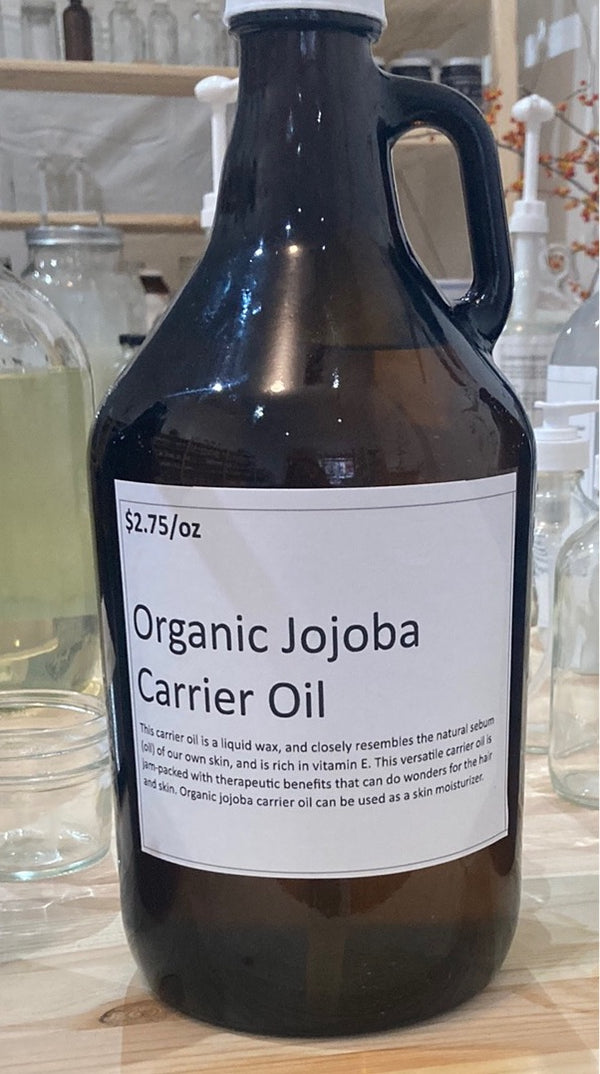 $2.75/oz
Organic Jojoba
Carrier Oil
This carrier oil is a liquid wax, and closely resembles the natural sebum
(oil) of our own skin, and is rich in vitamin E. This versatile carrier oil is
jam-packed with therapeutic benefits that can do wonders for the hair
and skin. Organic jojoba carrier oil can be used as a skin moisturizer.